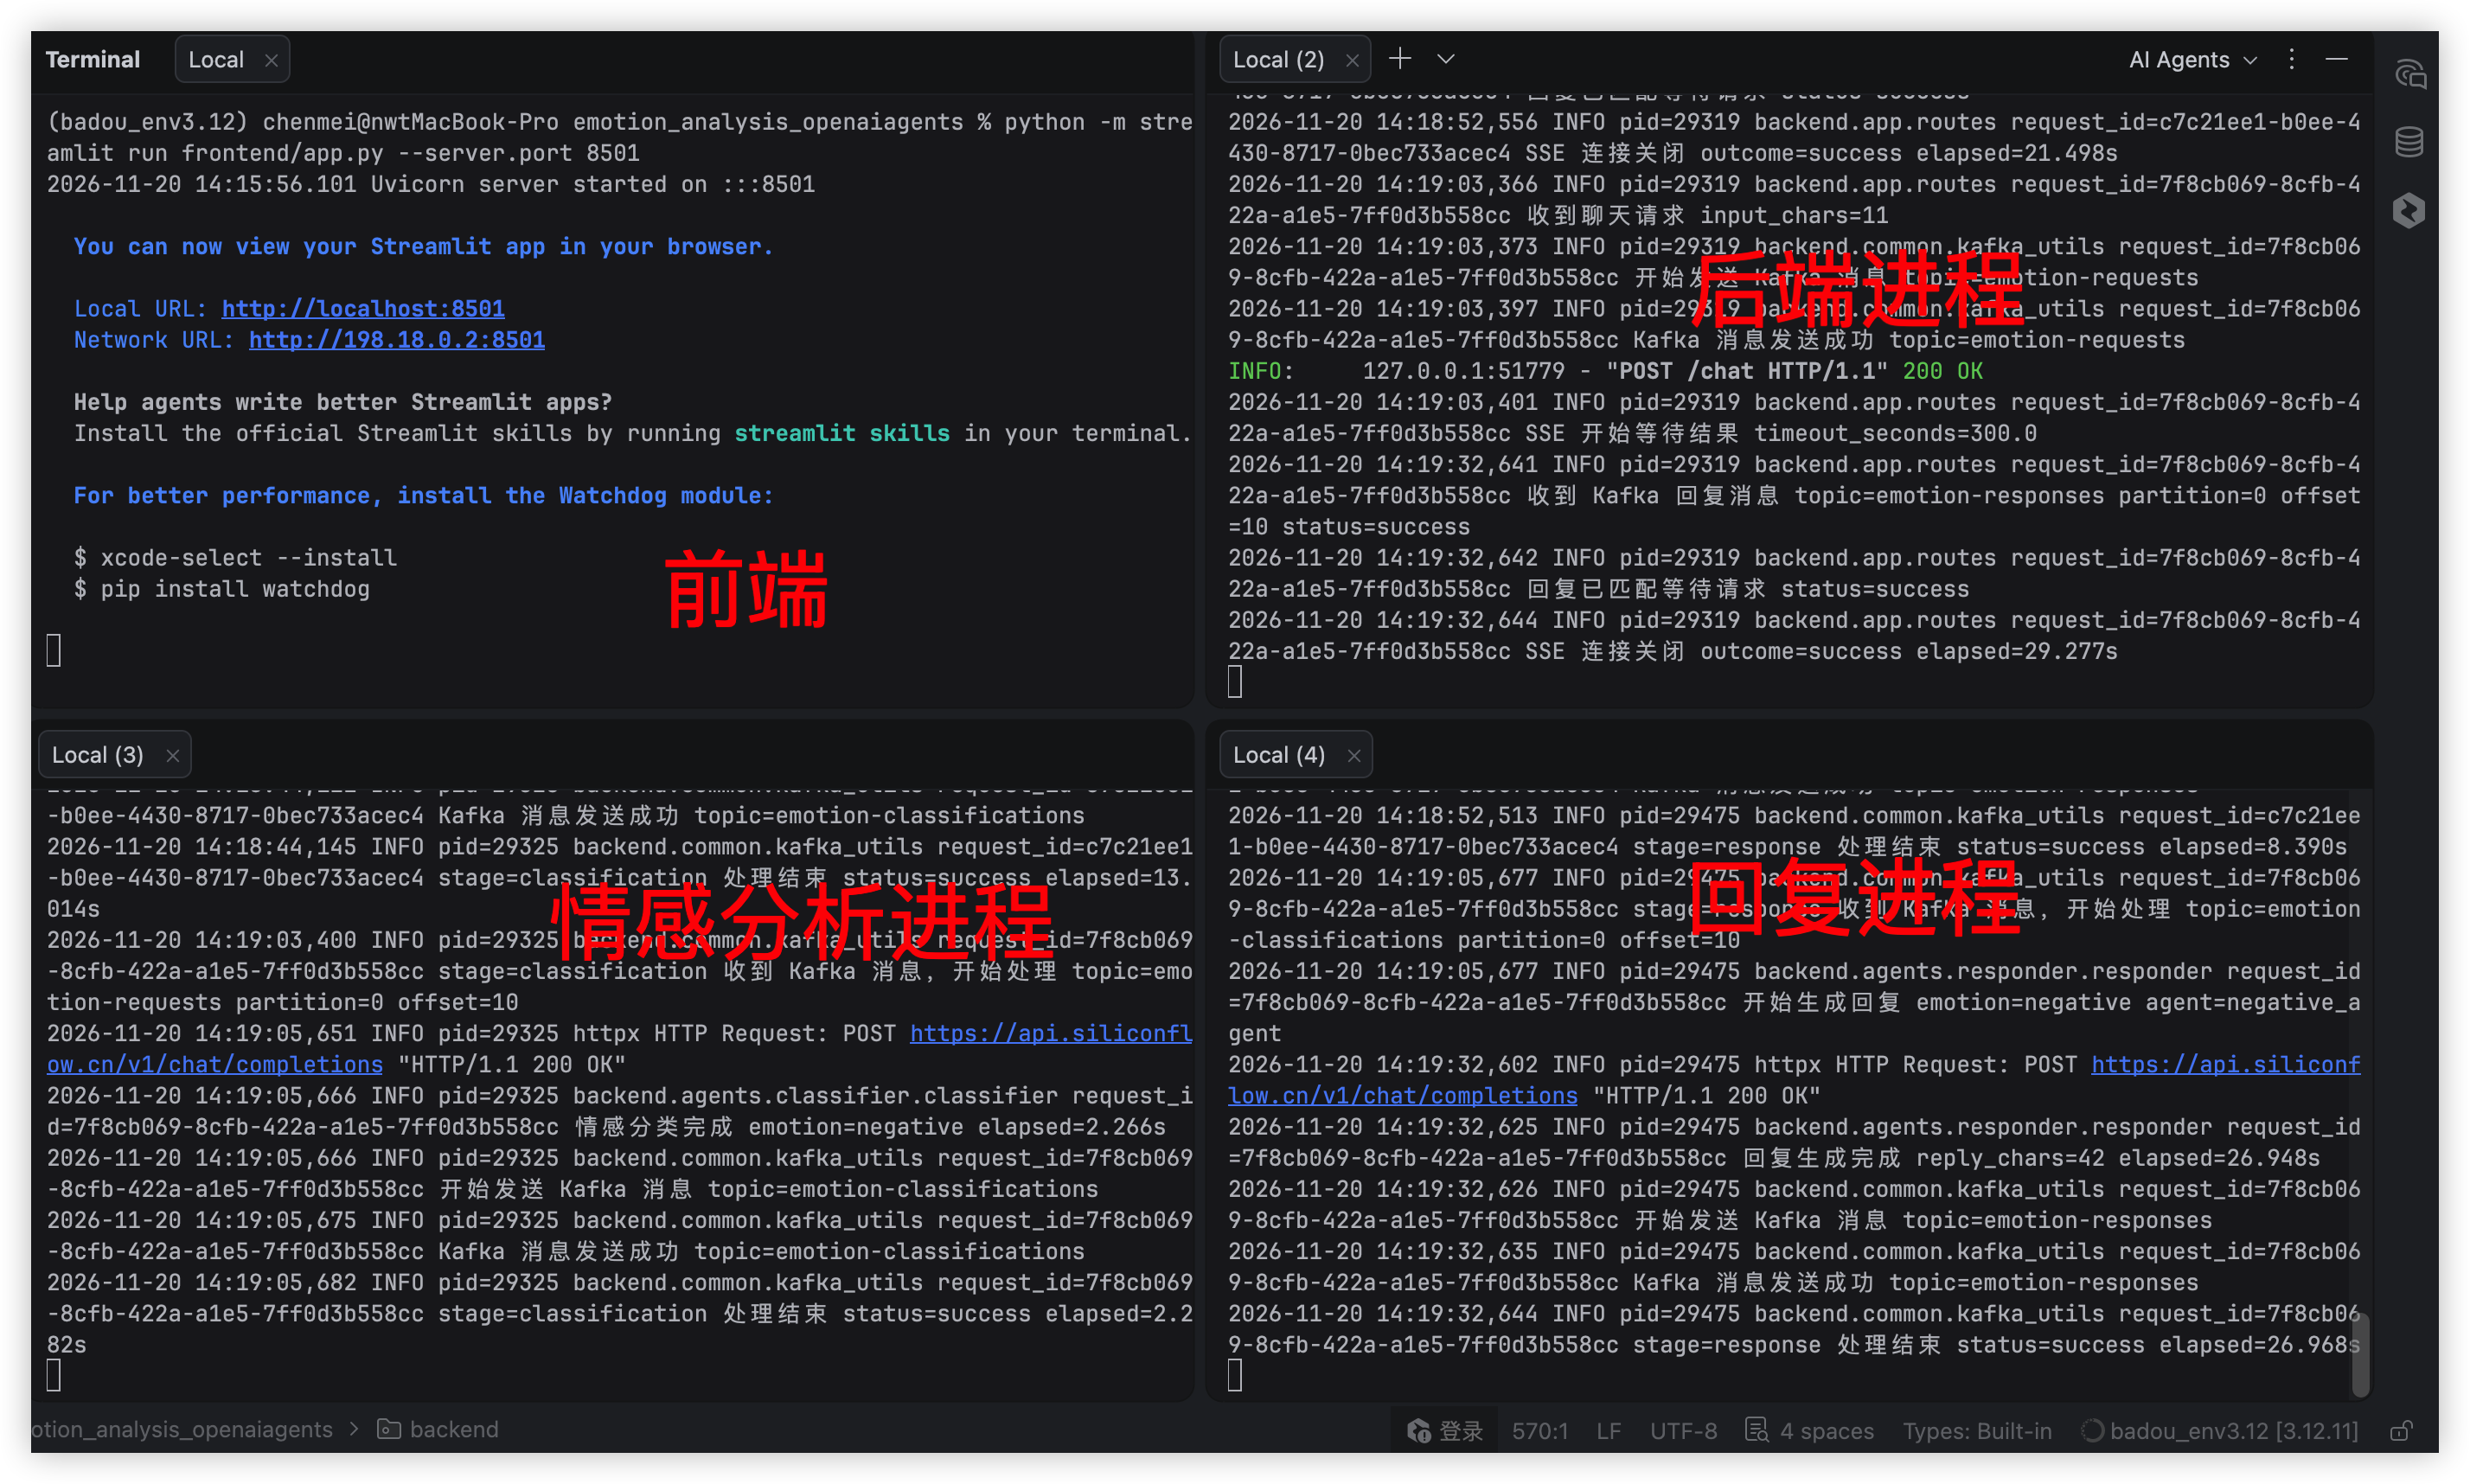 Terminal
Local
(badou_env3.12) chenmei@nwtMacBook-Pro emotion_analysis_openaiagents % python -m stre
amlit run frontend/app.py --server.port 8501
2026-11-20 14:15:56.101 Uvicorn server started on :::8501
You can now view your Streamlit app in your browser.
Local URL: http://localhost:8501
Network URL: http://198.18.0.2:8501
Help agents write better Streamlit apps?
Install the official Streamlit skills by running streamlit skills in your terminal.
For better performance, install the Watchdog module:
$ xcode-select --install
$ pip install watchdog
前端
Local (2)
AI Agents
2026-11-20 14:18:52,556 INFO pid=29319 backend.app.routes request_id=c7c21ee1-b0ee-4
430-8717-0bec733acec4 SSE 连接关闭 outcome=success elapsed=21.498s
2026-11-20 14:19:03,366 INFO pid=29319 backend.app.routes request_id=7f8cb069-8cfb-4
22a-a1e5-7ff0d3b558cc 收到聊天请求 input_chars=11
2026-11-20 14:19:03,373 INFO pid=29319 backend.common.kafka_utils request_id=7f8cb06
9-8cfb-422a-a1e5-7ff0d3b558cc 开始发送 Kafka 消息 topic=emotion-requests
2026-11-20 14:19:03,397 INFO pid=29319 backend.common.kafka_utils request_id=7f8cb06
9-8cfb-422a-a1e5-7ff0d3b558cc Kafka 消息发送成功 topic=emotion-requests
INFO: 127.0.0.1:51779 - "POST /chat HTTP/1.1" 200 OK
2026-11-20 14:19:03,401 INFO pid=29319 backend.app.routes request_id=7f8cb069-8cfb-4
22a-a1e5-7ff0d3b558cc SSE 开始等待结果 timeout_seconds=300.0
2026-11-20 14:19:32,641 INFO pid=29319 backend.app.routes request_id=7f8cb069-8cfb-4
22a-a1e5-7ff0d3b558cc 收到 Kafka 回复消息 topic=emotion-responses partition=0 offset
=10 status=success
2026-11-20 14:19:32,642 INFO pid=29319 backend.app.routes request_id=7f8cb069-8cfb-4
22a-a1e5-7ff0d3b558cc 回复已匹配等待请求 status=success
2026-11-20 14:19:32,644 INFO pid=29319 backend.app.routes request_id=7f8cb069-8cfb-4
22a-a1e5-7ff0d3b558cc SSE 连接关闭 outcome=success elapsed=29.277s
后端进程
Local (3)
-b0ee-4430-8717-0bec733acec4 Kafka 消息发送成功 topic=emotion-classifications
2026-11-20 14:18:44,145 INFO pid=29325 backend.common.kafka_utils request_id=c7c21ee1
-b0ee-4430-8717-0bec733acec4 stage=classification 处理结束 status=success elapsed=13.
014s
2026-11-20 14:19:03,400 INFO pid=29325 backend.common.kafka_utils request_id=7f8cb069
-8cfb-422a-a1e5-7ff0d3b558cc stage=classification 收到 Kafka 消息，开始处理 topic=emo
tion-requests partition=0 offset=10
2026-11-20 14:19:05,651 INFO pid=29325 httpx HTTP Request: POST https://api.siliconfl
ow.cn/v1/chat/completions "HTTP/1.1 200 OK"
2026-11-20 14:19:05,666 INFO pid=29325 backend.agents.classifier.classifier request_i
d=7f8cb069-8cfb-422a-a1e5-7ff0d3b558cc 情感分类完成 emotion=negative elapsed=2.266s
2026-11-20 14:19:05,666 INFO pid=29325 backend.common.kafka_utils request_id=7f8cb069
-8cfb-422a-a1e5-7ff0d3b558cc 开始发送 Kafka 消息 topic=emotion-classifications
2026-11-20 14:19:05,675 INFO pid=29325 backend.common.kafka_utils request_id=7f8cb069
-8cfb-422a-a1e5-7ff0d3b558cc Kafka 消息发送成功 topic=emotion-classifications
2026-11-20 14:19:05,682 INFO pid=29325 backend.common.kafka_utils request_id=7f8cb069
-8cfb-422a-a1e5-7ff0d3b558cc stage=classification 处理结束 status=success elapsed=2.2
82s
情感分析进程
Local (4)
2026-11-20 14:18:52,513 INFO pid=29475 backend.common.kafka_utils request_id=c7c21ee
1-b0ee-4430-8717-0bec733acec4 stage=response 处理结束 status=success elapsed=8.390s
2026-11-20 14:19:05,677 INFO pid=29475 backend.common.kafka_utils request_id=7f8cb06
9-8cfb-422a-a1e5-7ff0d3b558cc stage=response 收到 Kafka 消息，开始处理 topic=emotion
-classifications partition=0 offset=10
2026-11-20 14:19:05,677 INFO pid=29475 backend.agents.responder.responder request_id
=7f8cb069-8cfb-422a-a1e5-7ff0d3b558cc 开始生成回复 emotion=negative agent=negative_a
gent
2026-11-20 14:19:32,602 INFO pid=29475 httpx HTTP Request: POST https://api.siliconf
low.cn/v1/chat/completions "HTTP/1.1 200 OK"
2026-11-20 14:19:32,625 INFO pid=29475 backend.agents.responder.responder request_id
=7f8cb069-8cfb-422a-a1e5-7ff0d3b558cc 回复生成完成 reply_chars=42 elapsed=26.948s
2026-11-20 14:19:32,626 INFO pid=29475 backend.common.kafka_utils request_id=7f8cb06
9-8cfb-422a-a1e5-7ff0d3b558cc 开始发送 Kafka 消息 topic=emotion-responses
2026-11-20 14:19:32,635 INFO pid=29475 backend.common.kafka_utils request_id=7f8cb06
9-8cfb-422a-a1e5-7ff0d3b558cc Kafka 消息发送成功 topic=emotion-responses
2026-11-20 14:19:32,644 INFO pid=29475 backend.common.kafka_utils request_id=7f8cb06
9-8cfb-422a-a1e5-7ff0d3b558cc stage=response 处理结束 status=success elapsed=26.968s
回复进程
otion_analysis_openaiagents > backend
登录 570:1 LF UTF-8 4 spaces Types: Built-in badou_env3.12 [3.12.11]